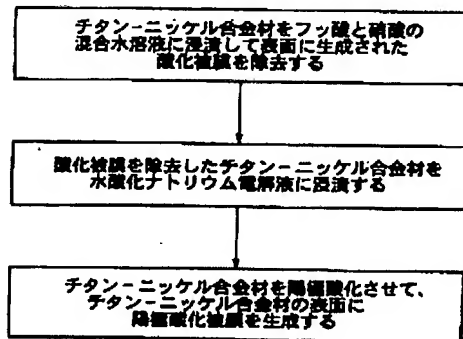 チタン-ニッケル合金材をフッ酸と硝酸の
混合水溶液に浸漬して表面に生成された
酸化被膜を除去する
酸化被膜を除去したチタン-ニッケル合金材を
水酸化ナトリウム電解液に浸漬する
チタン-ニッケル合金材を陽極酸化させて、
チタン-ニッケル合金材の表面に
陽極酸化被膜を生成する